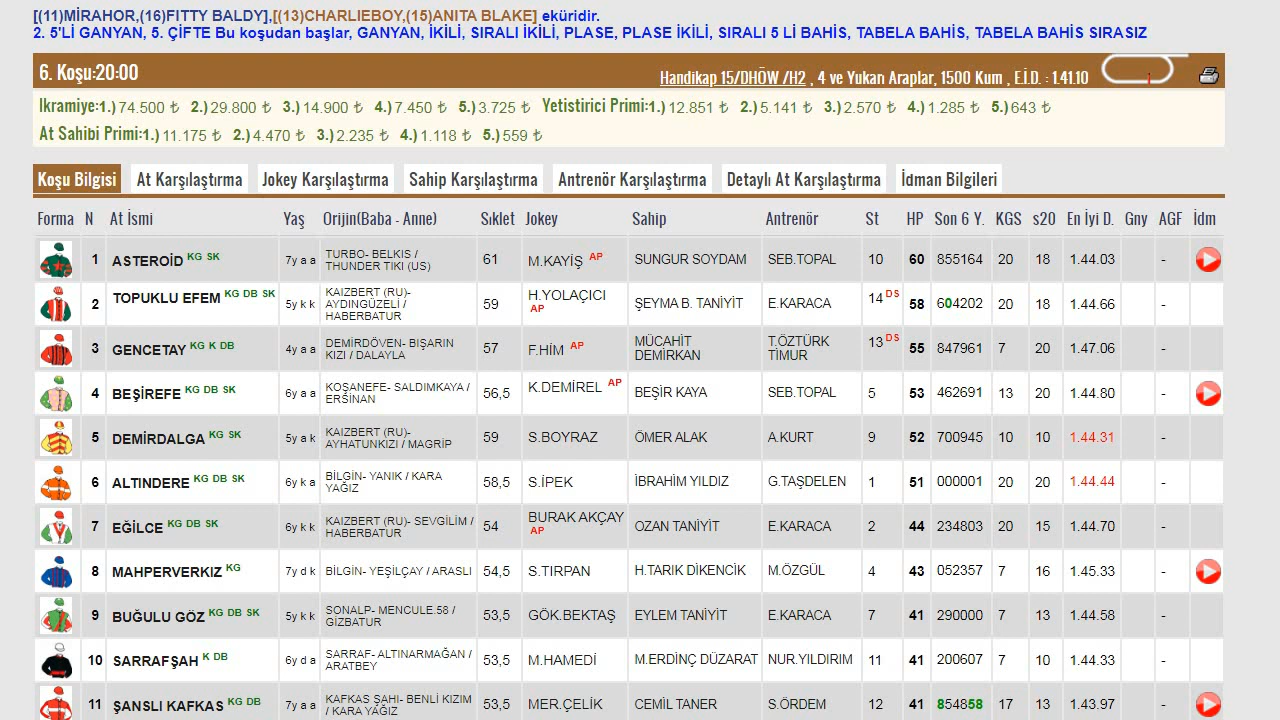 [(11)MİRAHOR,(16)FITTY BALDY],[(13)CHARLIEBOY,(15)ANITA BLAKE] eküridir.
2. 5'Lİ GANYAN, 5. ÇİFTE Bu koşudan başlar, GANYAN, İKİLİ, SIRALI İKİLİ, PLASE, PLASE İKİLİ, SIRALI 5 Lİ BAHİS, TABELA BAHİS, TABELA BAHİS SIRASIZ
6. Koşu:20:00 Handikap 15/DHÖW /H2 , 4 ve Yukarı Araplar, 1500 Kum , E.İ.D. : 1.41.10
Ikramiye:1.) 74.500 ₺ 2.) 29.800 ₺ 3.) 14.900 ₺ 4.) 7.450 ₺ 5.) 3.725 ₺ Yetistirici Primi:1.) 12.851 ₺ 2.) 5.141 ₺ 3.) 2.570 ₺ 4.) 1.285 ₺ 5.) 643 ₺
At Sahibi Primi:1.) 11.175 ₺ 2.) 4.470 ₺ 3.) 2.235 ₺ 4.) 1.118 ₺ 5.) 559 ₺
Koşu Bilgisi At Karşılaştırma Jokey Karşılaştırma Sahip Karşılaştırma Antrenör Karşılaştırma Detaylı At Karşılaştırma İdman Bilgileri
Forma N At İsmi Yaş Orijin(Baba - Anne) Sıklet Jokey Sahip Antrenör St HP Son 6 Y. KGS s20 En İyi D. Gny AGF İdm
1 ASTEROİD KG SK 7y a a TURBO- BELKIS / THUNDER TIKI (US) 61 M.KAYIŞ AP SUNGUR SOYDAM SEB.TOPAL 10 60 855164 20 18 1.44.03 -
2 TOPUKLU EFEM KG DB SK 5y k k KAIZBERT (RU)- AYDINGÜZELİ / HABERBATUR 59 H.YOLAÇICI AP ŞEYMA B. TANİYİT E.KARACA 14 DS 58 604202 20 18 1.44.66 -
3 GENCETAY KG K DB 4y a a DEMİRDÖVEN- BIŞARIN KIZI / DALAYLA 57 F.HİM AP MÜCAHİT DEMİRKAN T.ÖZTÜRK TİMUR 13 DS 55 847961 7 20 1.47.06 -
4 BEŞİREFE KG DB SK 6y a a KOŞANEFE- SALDIMKAYA / ERSİNAN 56,5 K.DEMİREL AP BEŞİR KAYA SEB.TOPAL 5 53 462691 13 20 1.44.80 -
5 DEMİRDALGA KG SK 5y a k KAIZBERT (RU)- AYHATUNKIZI / MAGRIP 59 S.BOYRAZ ÖMER ALAK A.KURT 9 52 700945 10 10 1.44.31 -
6 ALTINDERE KG DB SK 6y k a BİLGİN- YANIK / KARA YAĞIZ 58,5 S.İPEK İBRAHİM YILDIZ G.TAŞDELEN 1 51 000001 20 20 1.44.44 -
7 EĞİLCE KG DB SK 6y k k KAIZBERT (RU)- SEVGİLİM / HABERBATUR 54 BURAK AKÇAY AP OZAN TANİYİT E.KARACA 2 44 234803 20 15 1.44.70 -
8 MAHPERVERKIZ KG 7y d k BİLGİN- YEŞİLÇAY / ARASLI 54,5 S.TIRPAN H.TARIK DİKENCİK M.ÖZGÜL 4 43 052357 7 16 1.45.33 -
9 BUĞULU GÖZ KG DB SK 5y k k SONALP- MENCULE.58 / GİZBATUR 53,5 GÖK.BEKTAŞ EYLEM TANİYİT E.KARACA 7 41 290000 7 13 1.44.58 -
10 SARRAFŞAH K DB 6y d a SARRAF- ALTINARMAĞAN / ARATBEY 53,5 M.HAMEDİ M.ERDİNÇ DÜZARAT NUR.YILDIRIM 11 41 200607 7 10 1.44.33 -
11 ŞANSLI KAFKAS KG DB 7y a a KAFKAS ŞAHI- BENLİ KIZIM / KARA YAĞIZ 53,5 MER.ÇELİK CEMİL TANER S.ÖRDEM 12 41 854858 17 13 1.43.97 -